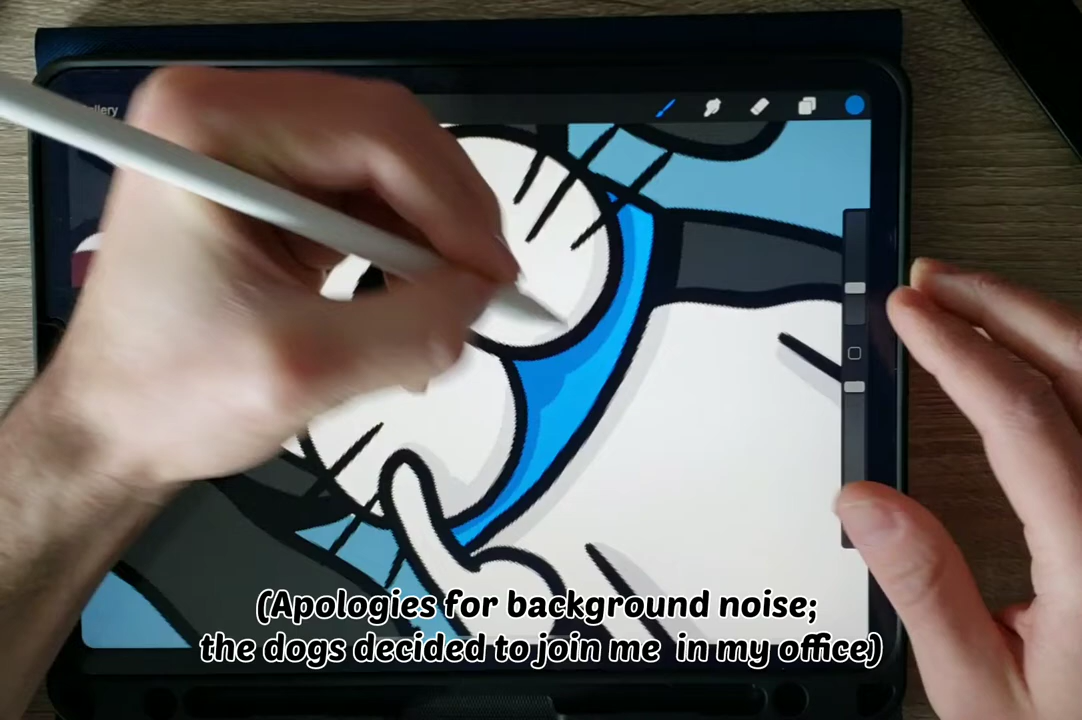 (Apologies for background noise;
the dogs decided to join me in my office)